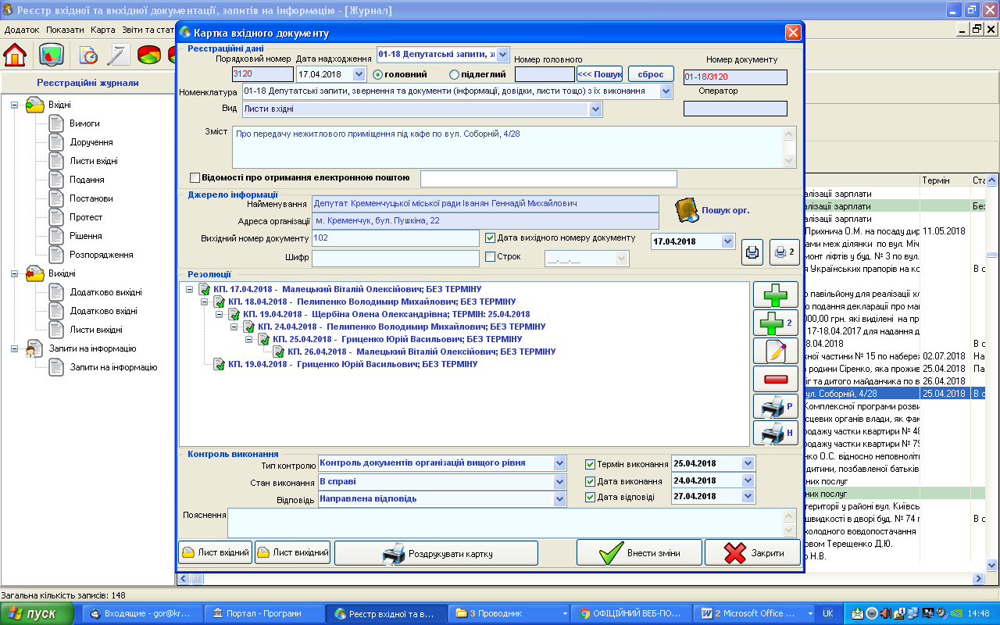 Реєстр вхідної та вихідної документації, запитів на інформацію - [Журнал]
Додаток Показати Карта Звіти та стат
Реєстраційні журнали
Вхідні
Вимоги
Доручення
Листи вхідні
Подання
Постанови
Протест
Рішення
Розпорядження
Вихідні
Додатково вихідні
Додатково вхідні
Листи вихідні
Запити на інформацію
Запити на інформацію
Картка вхідного документу
Реєстраційні дані
Порядковий номер Дата надходження 01-18 Депутатські запити, з Номер головного Номер документу
3120 17.04.2018 головний підлеглий <<< Пошук сброс 01-18/3120
Номенклатура 01-18 Депутатські запити, звернення та документи (інформації, довідки, листи тощо) з їх виконання Оператор
Вид Листи вхідні
Зміст Про передачу нежитлового приміщення під кафе по вул. Соборній, 4/28
Відомості про отримання електронною поштою
Джерело інформації
Найменування Депутат Кременчуцької міської ради Іванян Геннадій Михайлович
Пошук орг.
Адреса організації м. Кременчук, бул. Пушкіна, 22
Вихідний номер документу 102 Дата вихідного номеру документу 17.04.2018
Шифр Строк __.__.__ 2
Резолюції
КП. 17.04.2018 - Малецький Віталій Олексійович; БЕЗ ТЕРМІНУ
КП. 18.04.2018 - Пелипенко Володимир Михайлович; БЕЗ ТЕРМІНУ
КП. 19.04.2018 - Щербіна Олена Олександрівна; ТЕРМІН: 25.04.2018
КП. 24.04.2018 - Пелипенко Володимир Михайлович; БЕЗ ТЕРМІНУ
КП. 25.04.2018 - Гриценко Юрій Васильович; БЕЗ ТЕРМІНУ
КП. 26.04.2018 - Малецький Віталій Олексійович; БЕЗ ТЕРМІНУ
КП. 19.04.2018 - Гриценко Юрій Васильович; БЕЗ ТЕРМІНУ
2
Р
Н
Контроль виконання
Тип контролю Контроль документів організацій вищого рівня Термін виконання 25.04.2018
Стан виконання В справі Дата виконання 24.04.2018
Відповідь Направлена відповідь Дата відповіді 27.04.2018
Пояснення
Лист вхідний Лист вихідний Роздрукувати картку Внести зміни Закрити
Термін Ста
алізації зарплати
алізації зарплати Без
алізації зарплати
Прихнича О.М. на посаду дир 11.05.2018
ами меж ділянки по вул. Міч
монт ліфтів у буд. № 3 по вул.
я Українських прапорів на ко В с
о павільйону для реалізації хл
о подання декларації про ма
000,00 грн. які виділені на пр
17-18.04.2017 для надання д
8.04.2018 В с
ної частини № 15 по набере 02.07.2018 На
в родини Сіренко, яка прожив 25.04.2018 Па
іг та дитого майданчика по в 26.04.2018
ул. Соборній, 4/28 25.04.2018 В с
Комплексної програми розви
ісцевих органів влади, як фак
родажу частки квартири № 48
родажу частки квартири № 79
нко О.С. відносно неповноліт
дитини, позбавленої батьків
них послуг
них послуг
території у районі вул. Київсь
швидкості в дворі буд. № 74 п В с
холодного вовдопостачання
овом Терещенко Д.Ю.
о Н.В.
Загальна кількість записів: 148
пуск Входящие - gor@kr... Портал - Програми Реєстр вхідної та в... 3 Проводник ОФІЦІЙНИЙ ВЕБ-ПО... 2 Microsoft Office ... UK 14:48